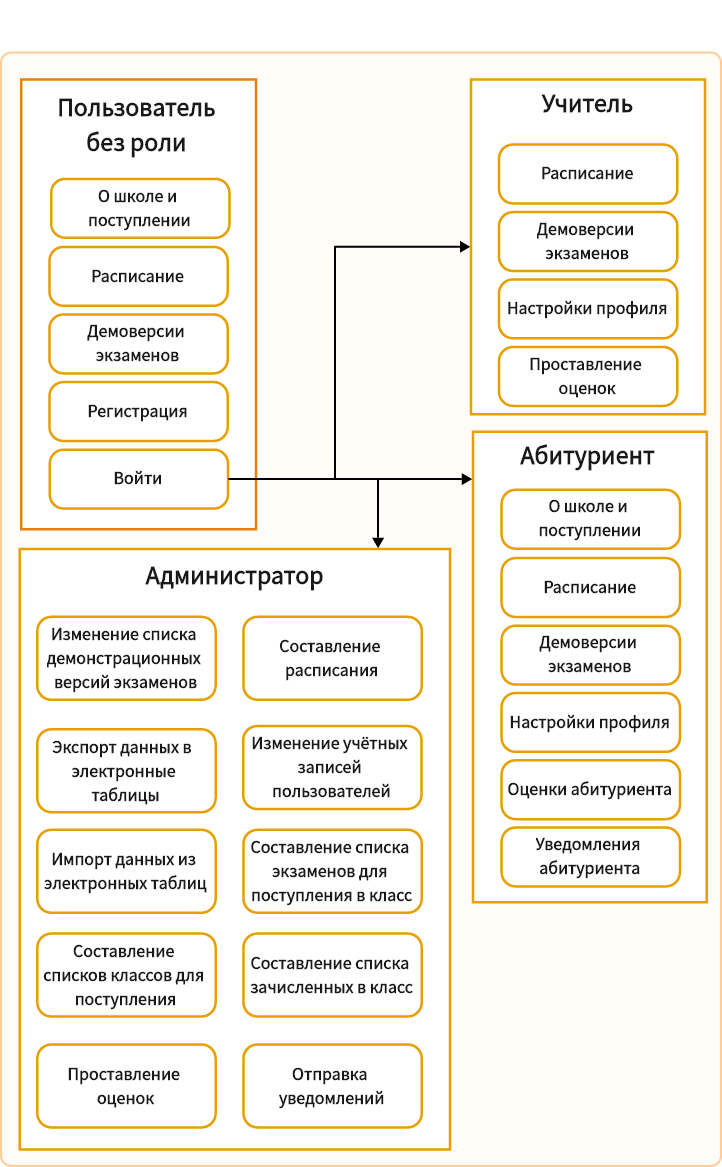 Пользователь
без роли
О школе и
поступлении
Расписание
Демоверсии
экзаменов
Регистрация
Войти
Учитель
Расписание
Демоверсии
экзаменов
Настройки профиля
Проставление
оценок
Абитуриент
О школе и
поступлении
Расписание
Демоверсии
экзаменов
Настройки профиля
Оценки абитуриента
Уведомления
абитуриента
Администратор
Изменение списка
демонстрационных
версий экзаменов
Составление
расписания
Экспорт данных в
электронные
таблицы
Изменение учётных
записей
пользователей
Импорт данных из
электронных таблиц
Составление списка
экзаменов для
поступления в класс
Составление
списков классов для
поступления
Составление списка
зачисленных в класс
Проставление
оценок
Отправка
уведомлений